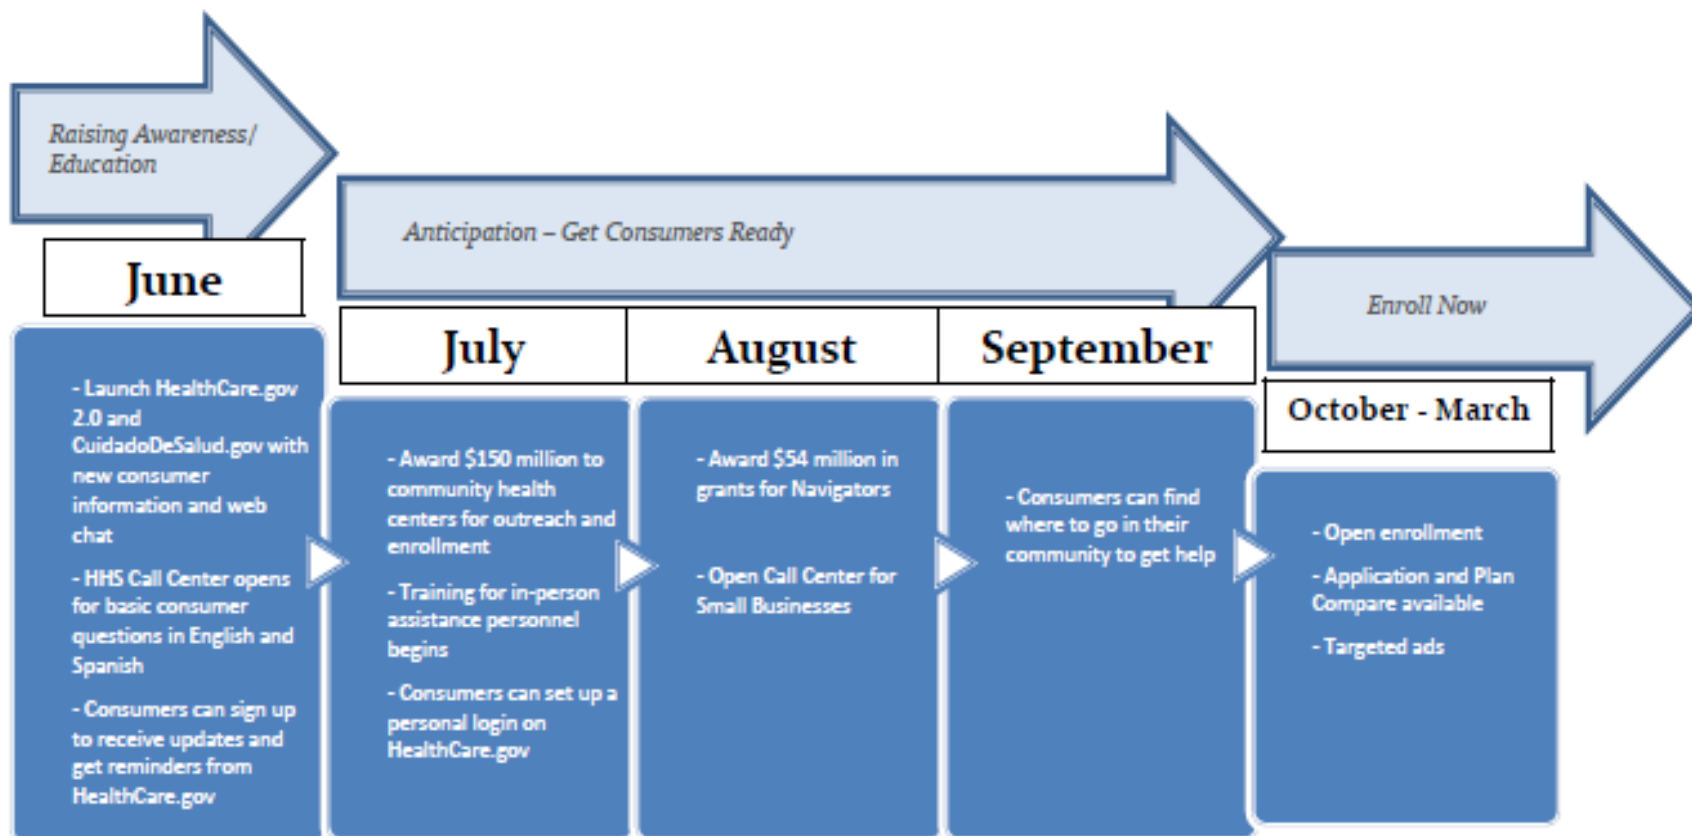 Raising Awareness/
Education
Anticipation – Get Consumers Ready
Enroll Now
June
July
August
September
October - March
- Launch HealthCare.gov
2.0 and
CuidadoDeSalud.gov with
new consumer
information and web
chat
- HHS Call Center opens
for basic consumer
questions in English and
Spanish
- Consumers can sign up
to receive updates and
get reminders from
HealthCare.gov
- Award $150 million to
community health
centers for outreach and
enrollment
- Training for in-person
assistance personnel
begins
- Consumers can set up a
personal login on
HealthCare.gov
- Award $54 million in
grants for Navigators
- Open Call Center for
Small Businesses
- Consumers can find
where to go in their
community to get help
- Open enrollment
- Application and Plan
Compare available
- Targeted ads